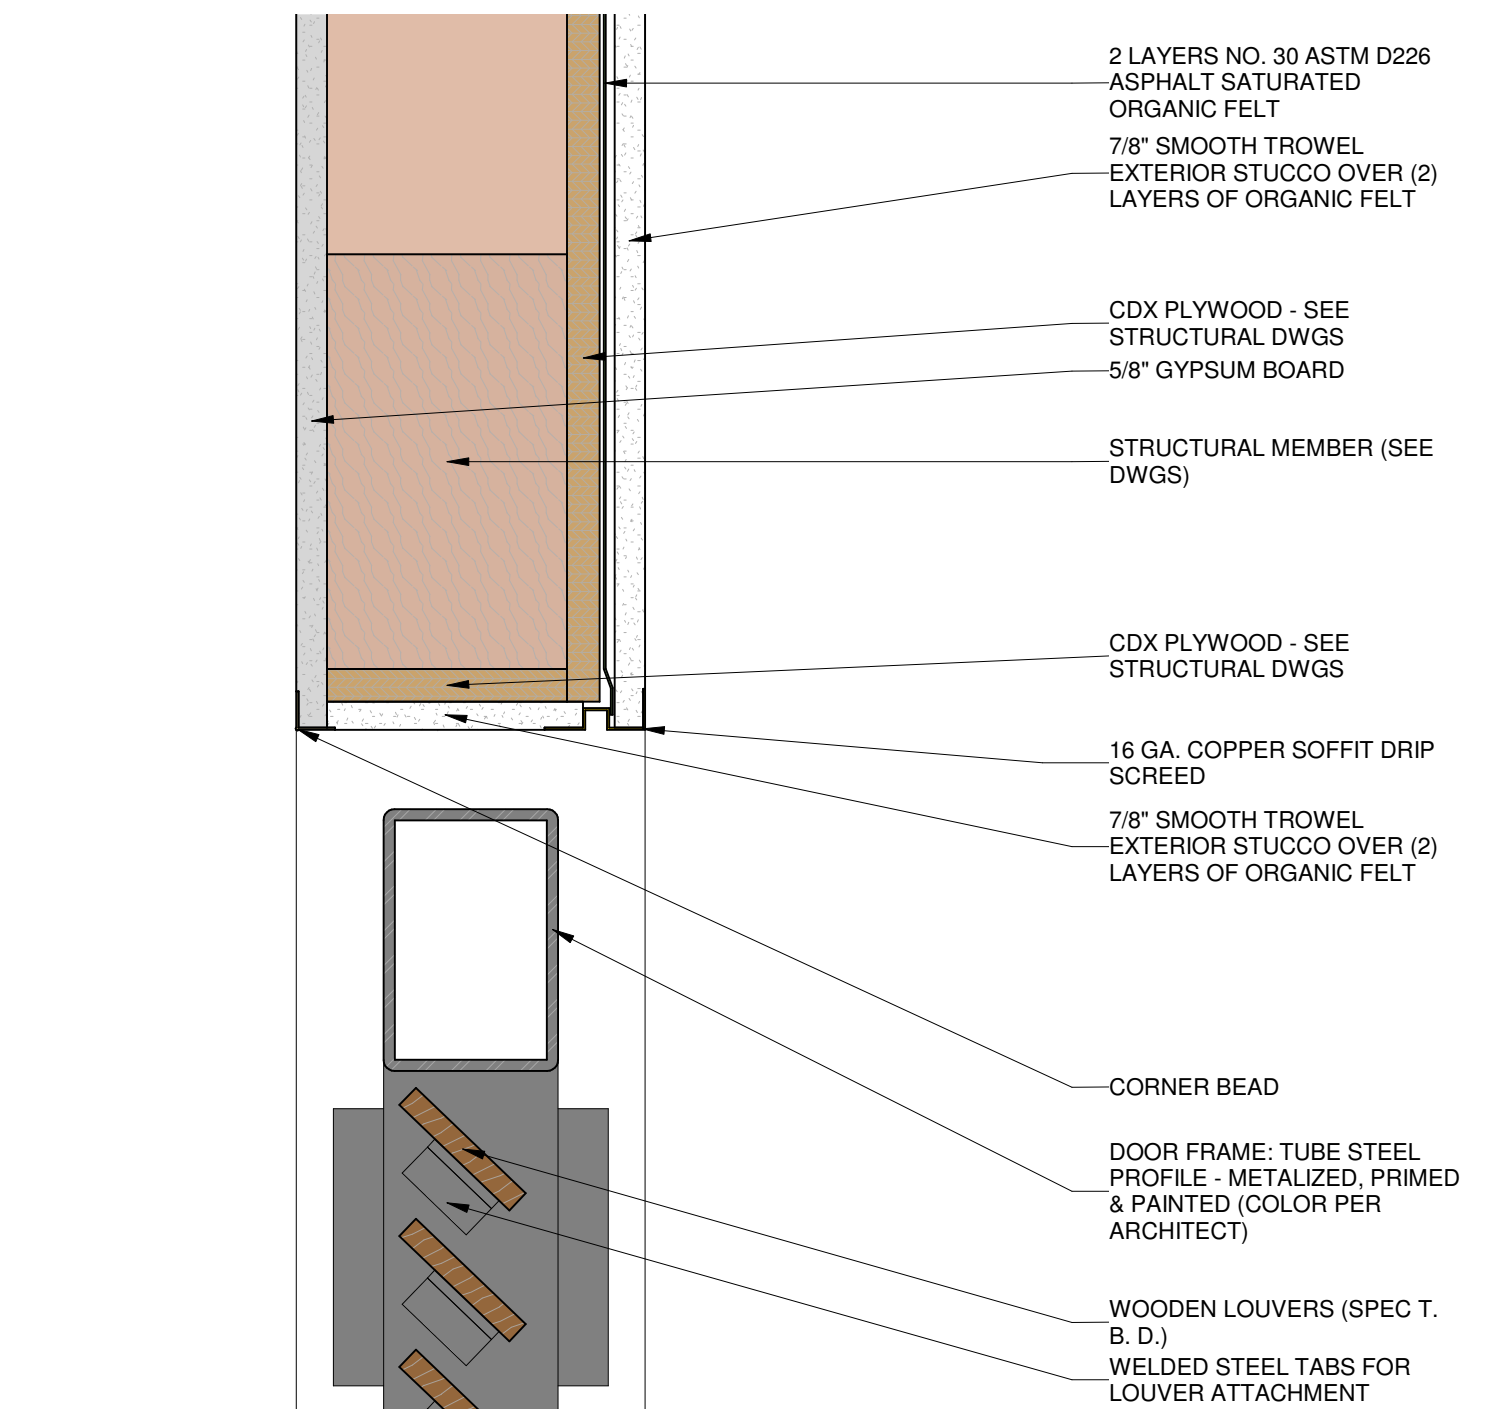 2 LAYERS NO. 30 ASTM D226
ASPHALT SATURATED
ORGANIC FELT
7/8" SMOOTH TROWEL
EXTERIOR STUCCO OVER (2)
LAYERS OF ORGANIC FELT
CDX PLYWOOD - SEE
STRUCTURAL DWGS
5/8" GYPSUM BOARD
STRUCTURAL MEMBER (SEE
DWGS)
CDX PLYWOOD - SEE
STRUCTURAL DWGS
16 GA. COPPER SOFFIT DRIP
SCREED
7/8" SMOOTH TROWEL
EXTERIOR STUCCO OVER (2)
LAYERS OF ORGANIC FELT
CORNER BEAD
DOOR FRAME: TUBE STEEL
PROFILE - METALIZED, PRIMED
& PAINTED (COLOR PER
ARCHITECT)
WOODEN LOUVERS (SPEC T.
B. D.)
WELDED STEEL TABS FOR
LOUVER ATTACHMENT